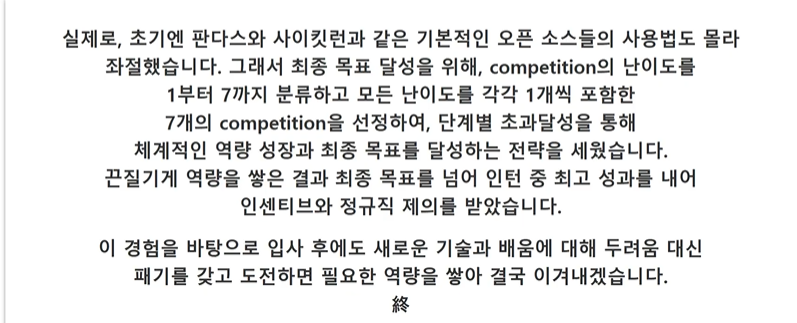 실제로, 초기엔 판다스와 사이킷런과 같은 기본적인 오픈 소스들의 사용법도 몰라
좌절했습니다. 그래서 최종 목표 달성을 위해, competition의 난이도를
1부터 7까지 분류하고 모든 난이도를 각각 1개씩 포함한
7개의 competition을 선정하여, 단계별 초과달성을 통해
체계적인 역량 성장과 최종 목표를 달성하는 전략을 세웠습니다.
끈질기게 역량을 쌓은 결과 최종 목표를 넘어 인턴 중 최고 성과를 내어
인센티브와 정규직 제의를 받았습니다.
이 경험을 바탕으로 입사 후에도 새로운 기술과 배움에 대해 두려움 대신
패기를 갖고 도전하면 필요한 역량을 쌓아 결국 이겨내겠습니다.
終